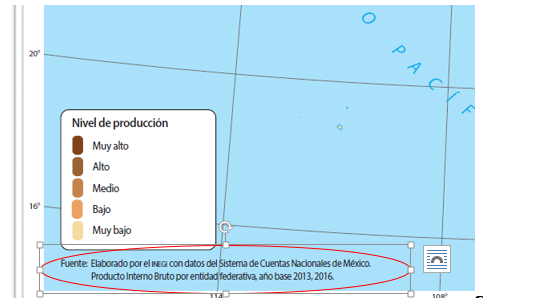 O
20°
P
A
C
Í
F
Nivel de producción
Muy alto
Alto
Medio
Bajo
16°
Muy bajo
Fuente: Elaborado por el INEGI con datos del Sistema de Cuentas Nacionales de México.
Producto Interno Bruto por entidad federativa, año base 2013, 2016.
114
108°